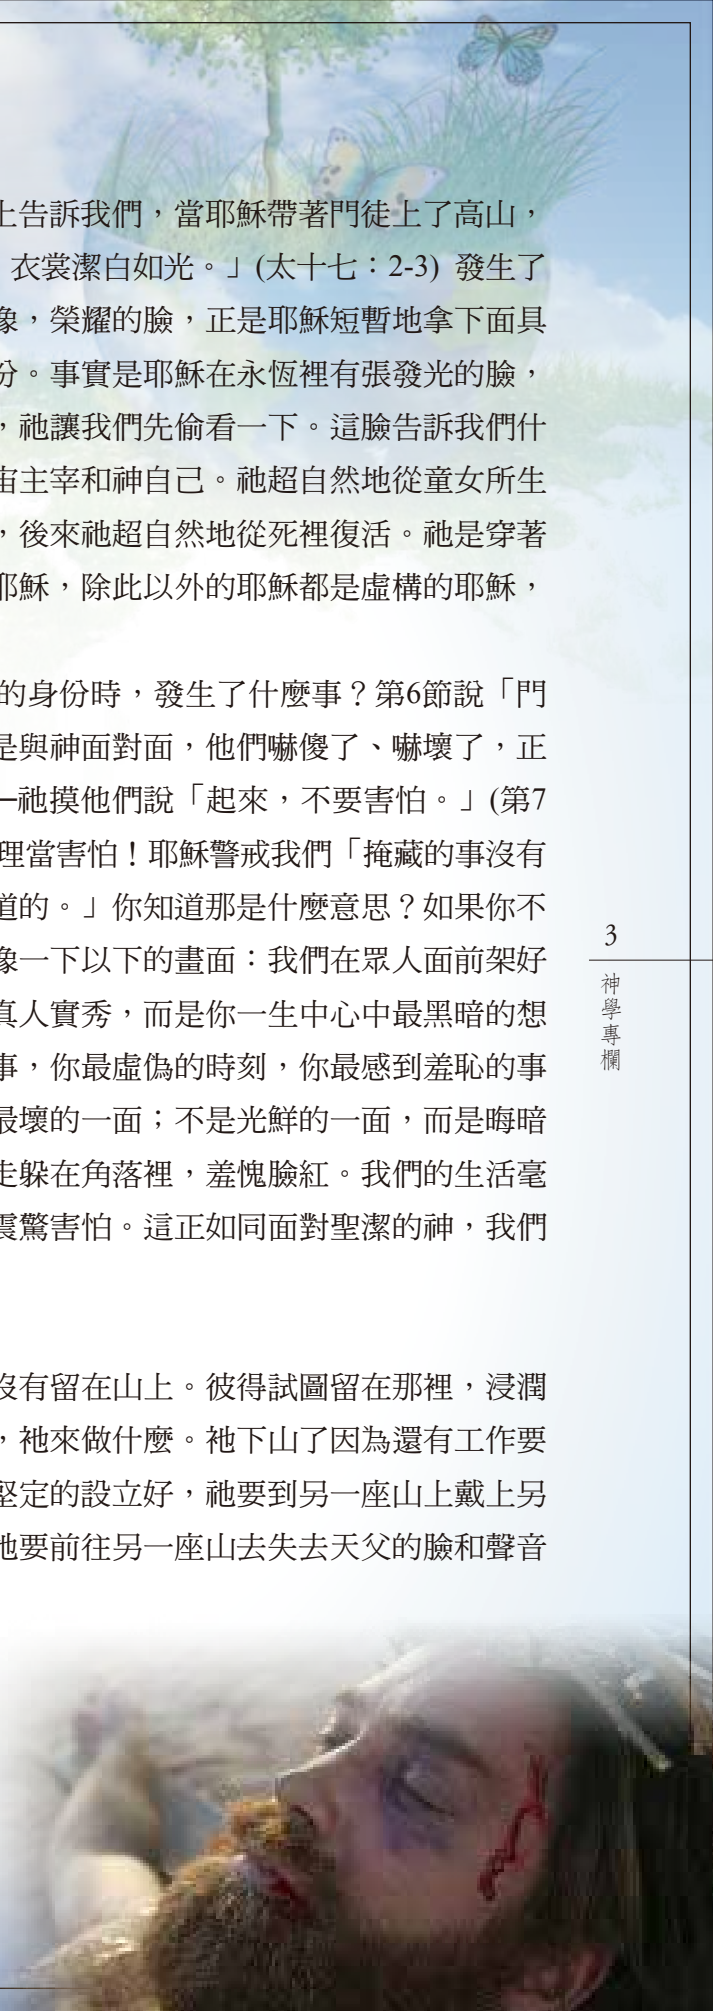 上告訴我們，當耶穌帶著門徒上了高山，
衣裳潔白如光。」(太十七：2-3) 發生了
像，榮耀的臉，正是耶穌短暫地拿下面具
份。事實是耶穌在永恆裡有張發光的臉，
，祂讓我們先偷看一下。這臉告訴我們什
宙主宰和神自己。祂超自然地從童女所生
，後來祂超自然地從死裡復活。祂是穿著
耶穌，除此以外的耶穌都是虛構的耶穌，
的身份時，發生了什麼事？第6節說「門
是與神面對面，他們嚇傻了、嚇壞了，正
─祂摸他們說「起來，不要害怕。」(第7
理當害怕！耶穌警戒我們「掩藏的事沒有
道的。」你知道那是什麼意思？如果你不
像一下以下的畫面：我們在眾人面前架好
真人實秀，而是你一生中心中最黑暗的想
事，你最虛偽的時刻，你最感到羞恥的事
最壞的一面；不是光鮮的一面，而是晦暗
走躲在角落裡，羞愧臉紅。我們的生活毫
震驚害怕。這正如同面對聖潔的神，我們
沒有留在山上。彼得試圖留在那裡，浸潤
，祂來做什麼。祂下山了因為還有工作要
堅定的設立好，祂要到另一座山上戴上另
祂要前往另一座山去失去天父的臉和聲音
3
神學專欄